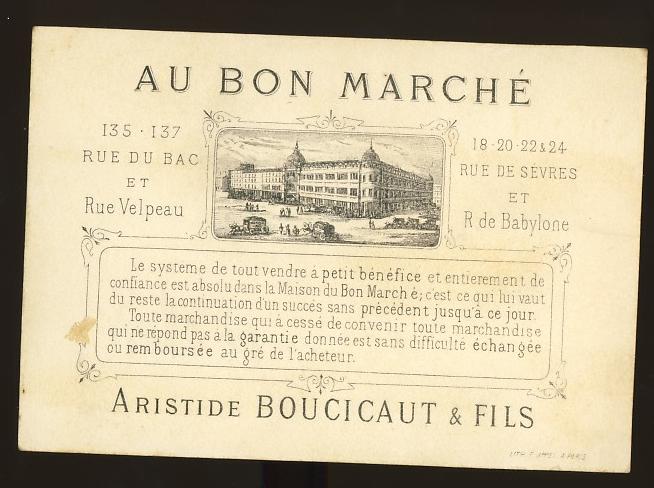 AU BON MARCHÉ
135 · 137
RUE DU BAC
ET
Rue Velpeau
18-20-22&24
RUE DE SÈVRES
ET
R de Babylone
Le systeme de tout vendre à petit bénéfice et entierement de
confiance est absolu dans la Maison du Bon Marché; c'est ce qui lui vaut
du reste la continuation d'un succès sans précédent jusqu'à ce jour.
Toute marchandise qui à cessé de convenir toute marchandise
qui ne répond pas à la garantie donnée est sans difficulté échangée
ou remboursée au gré de l'acheteur.
ARISTIDE BOUCICAUT & FILS
LITH. F. APPEL A PARIS